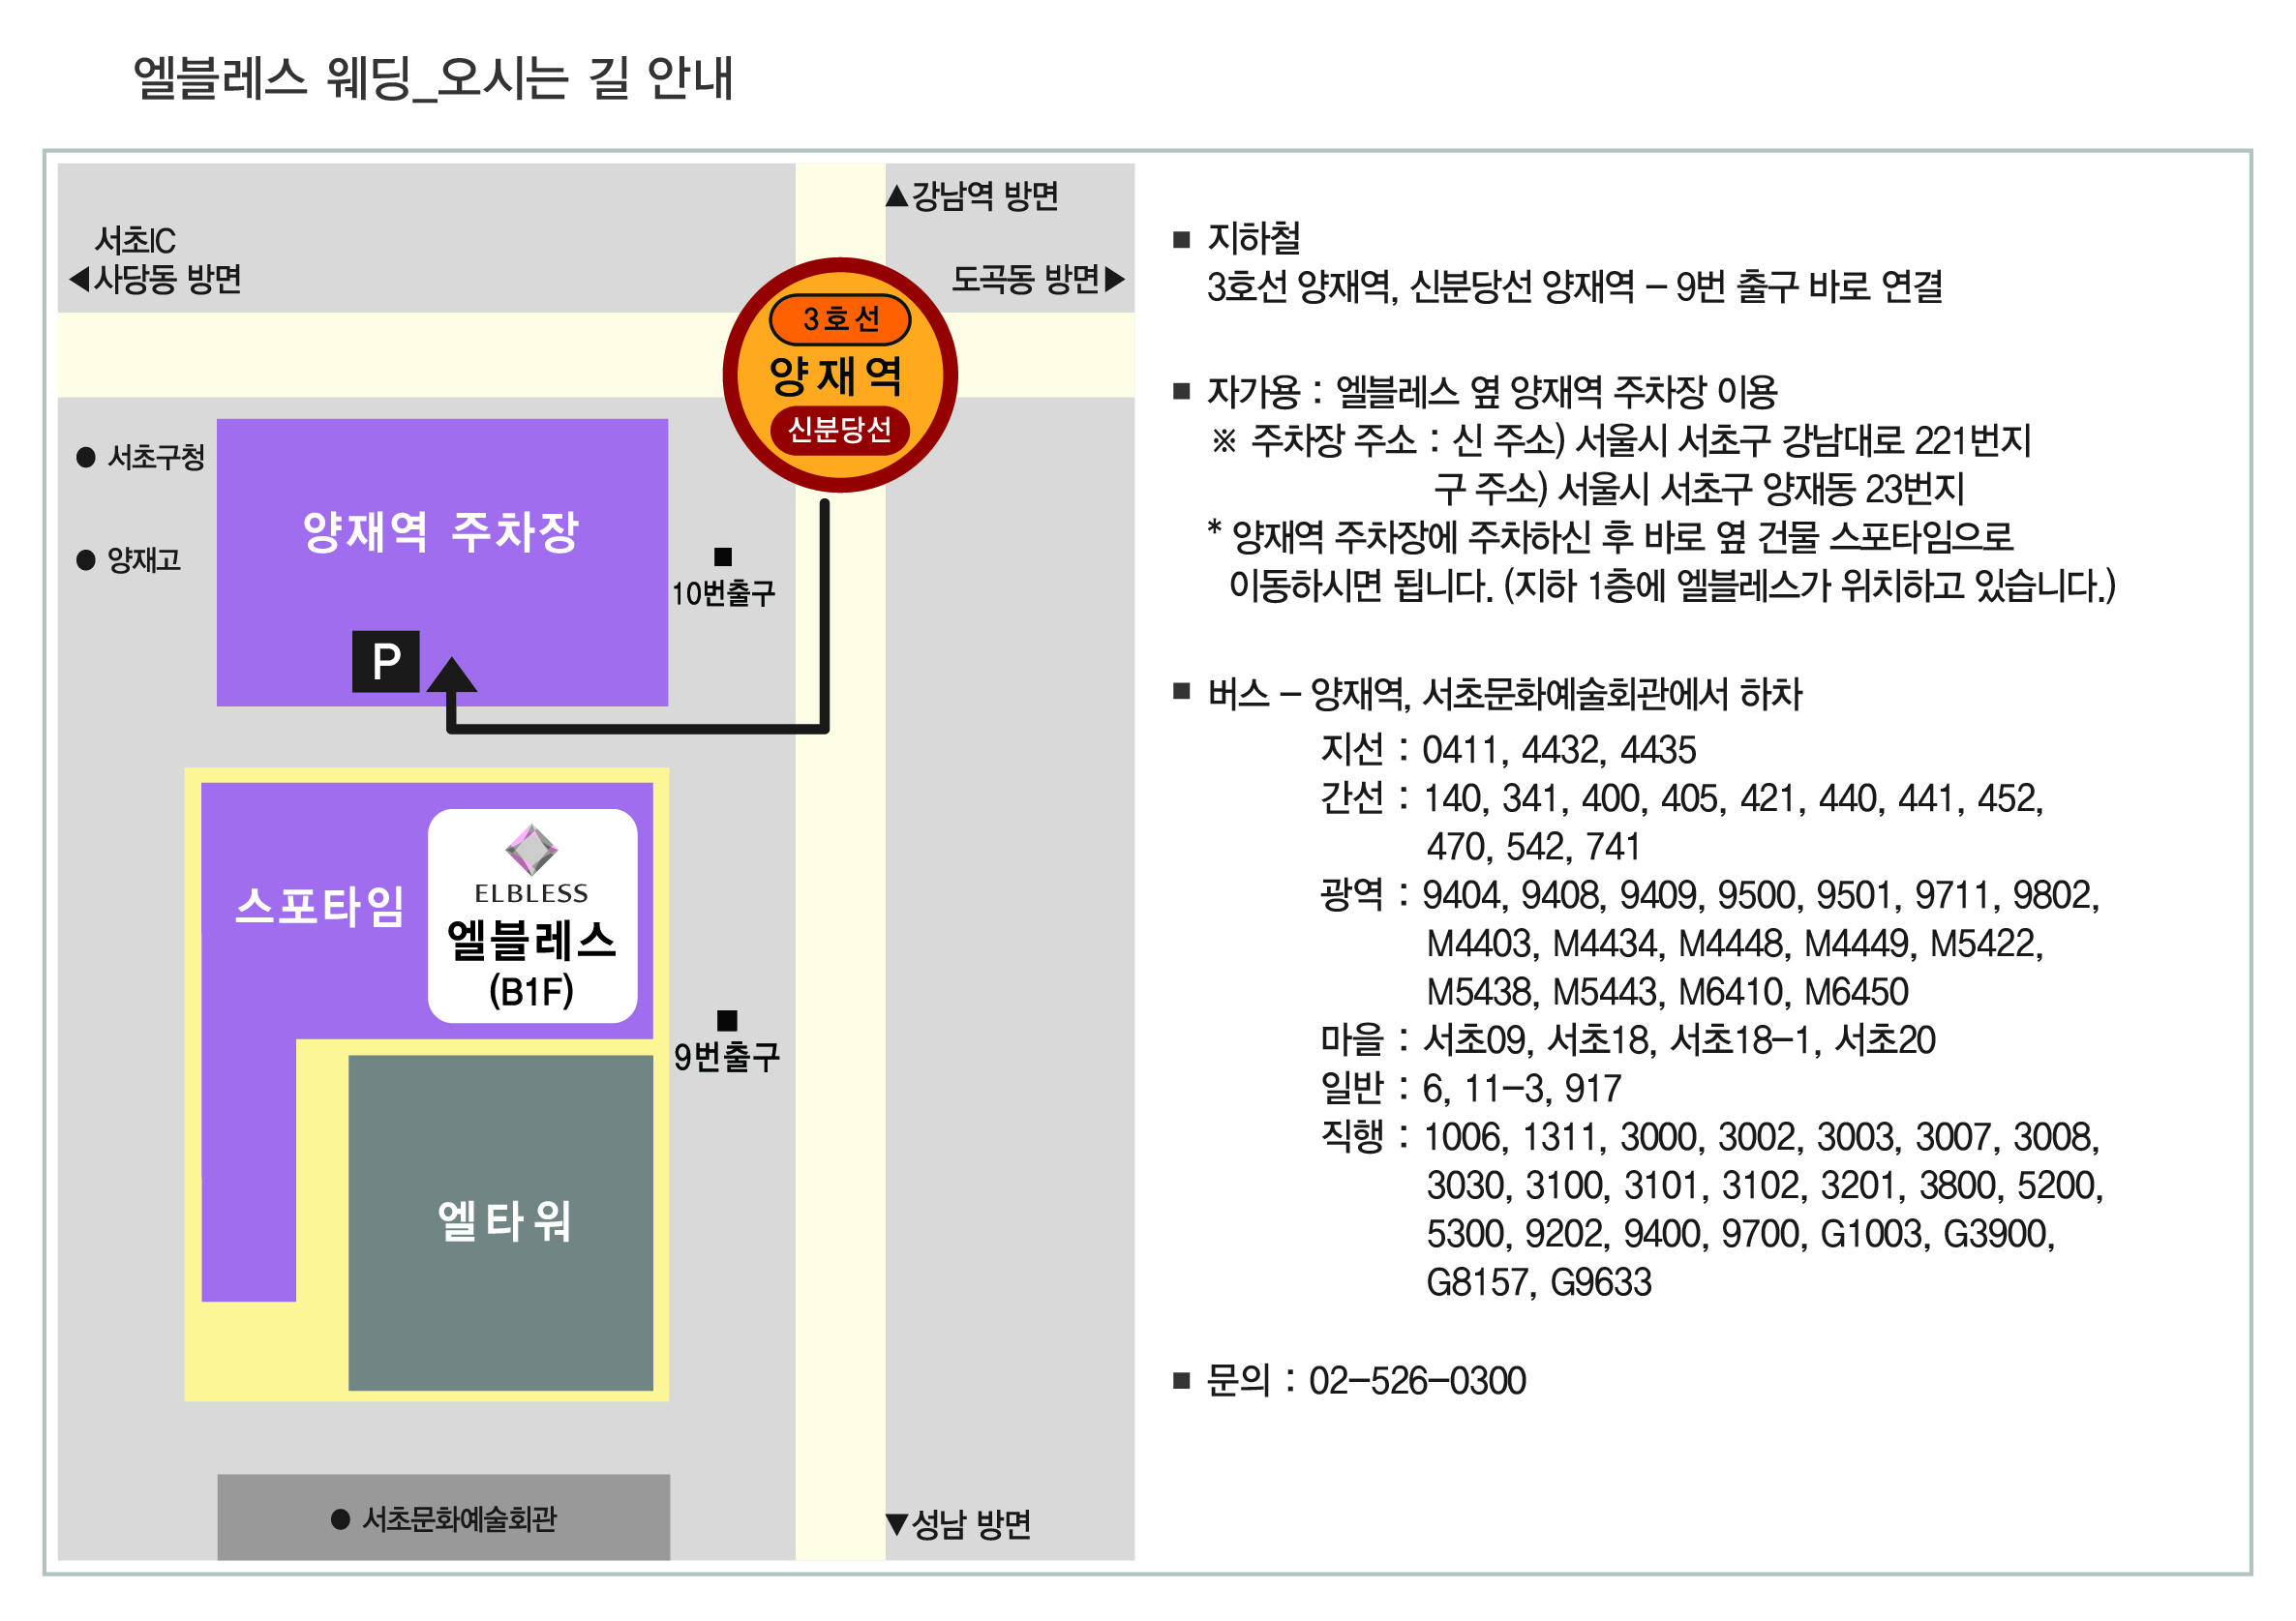 엘블레스 웨딩_오시는 길 안내
▲강남역 방면
서초IC
◀사당동 방면
도곡동 방면▶
3호선
양재역
신분당선
● 서초구청
양재역 주차장
● 양재고
■
10번출구
P
스포타임
ELBLESS
엘블레스
(B1F)
■
9번출구
엘타워
● 서초문화예술회관
▼성남 방면
■ 지하철
3호선 양재역, 신분당선 양재역 – 9번 출구 바로 연결
■ 자가용 : 엘블레스 옆 양재역 주차장 이용
※ 주차장 주소 : 신 주소) 서울시 서초구 강남대로 221번지
구 주소) 서울시 서초구 양재동 23번지
* 양재역 주차장에 주차하신 후 바로 옆 건물 스포타임으로
이동하시면 됩니다. (지하 1층에 엘블레스가 위치하고 있습니다.)
■ 버스 – 양재역, 서초문화예술회관에서 하차
지선 : 0411, 4432, 4435
간선 : 140, 341, 400, 405, 421, 440, 441, 452,
470, 542, 741
광역 : 9404, 9408, 9409, 9500, 9501, 9711, 9802,
M4403, M4434, M4448, M4449, M5422,
M5438, M5443, M6410, M6450
마을 : 서초09, 서초18, 서초18–1, 서초20
일반 : 6, 11–3, 917
직행 : 1006, 1311, 3000, 3002, 3003, 3007, 3008,
3030, 3100, 3101, 3102, 3201, 3800, 5200,
5300, 9202, 9400, 9700, G1003, G3900,
G8157, G9633
■ 문의 : 02–526–0300